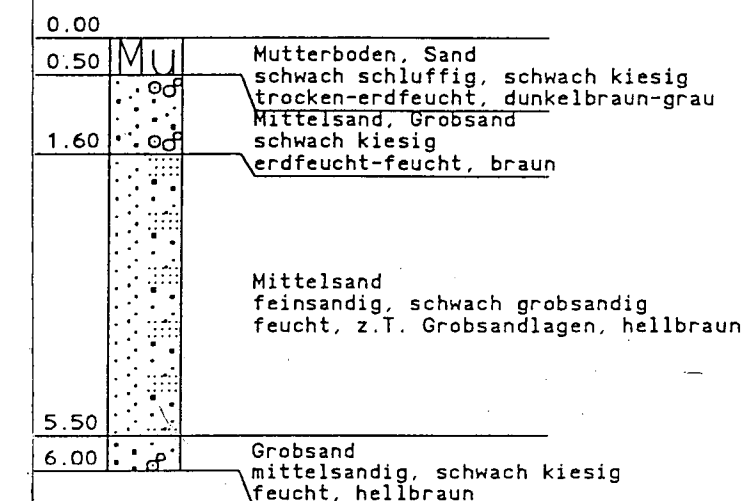 0.00
0.50 Mu Mutterboden, Sand
schwach schluffig, schwach kiesig
trocken-erdfeucht, dunkelbraun-grau
Mittelsand, Grobsand
1.60 schwach kiesig
erdfeucht-feucht, braun
Mittelsand
feinsandig, schwach grobsandig
feucht, z.T. Grobsandlagen, hellbraun
5.50
6.00 Grobsand
mittelsandig, schwach kiesig
feucht, hellbraun